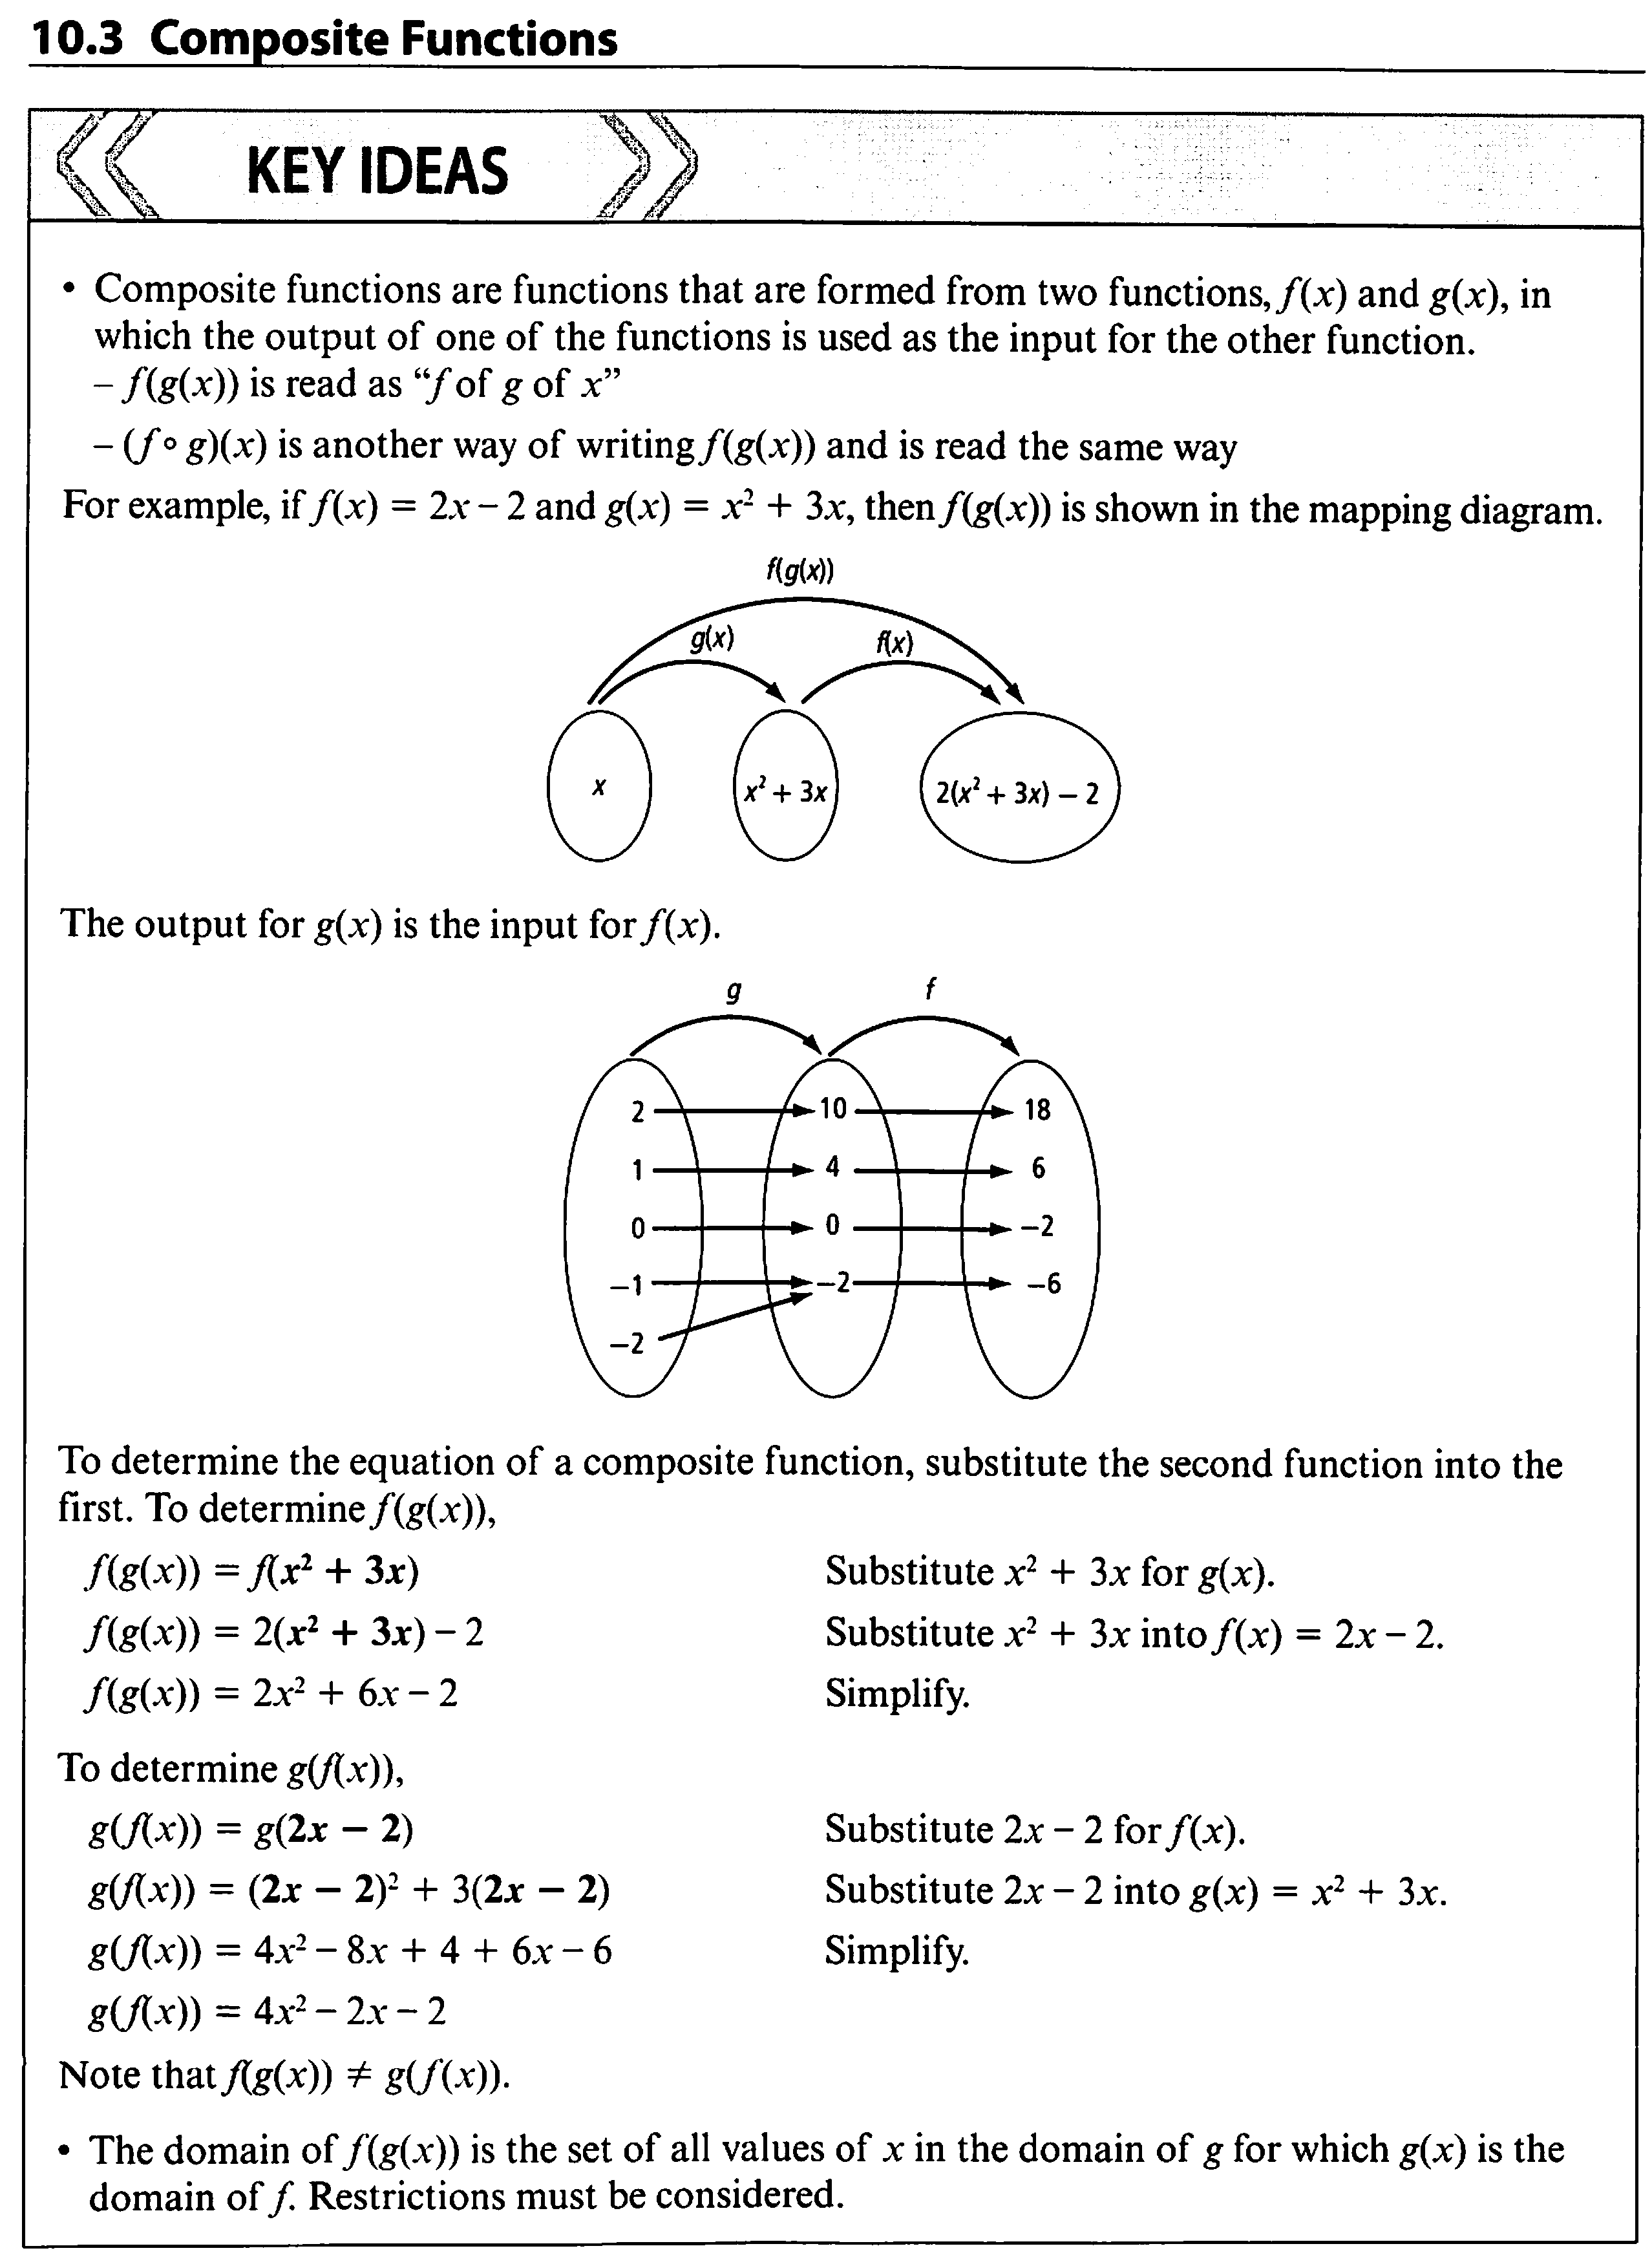 10.3 Composite Functions
KEY IDEAS
• Composite functions are functions that are formed from two functions, f(x) and g(x), in
which the output of one of the functions is used as the input for the other function.
– f(g(x)) is read as “f of g of x”
– (f ∘ g)(x) is another way of writing f(g(x)) and is read the same way
For example, if f(x) = 2x – 2 and g(x) = x² + 3x, then f(g(x)) is shown in the mapping diagram.
f(g(x))
g(x) f(x)
x x² + 3x 2(x² + 3x) – 2
The output for g(x) is the input for f(x).
g f
2 10 18
1 4 6
0 0 –2
–1 –2 –6
–2
To determine the equation of a composite function, substitute the second function into the
first. To determine f(g(x)),
f(g(x)) = f(x² + 3x) Substitute x² + 3x for g(x).
f(g(x)) = 2(x² + 3x) – 2 Substitute x² + 3x into f(x) = 2x – 2.
f(g(x)) = 2x² + 6x – 2 Simplify.
To determine g(f(x)),
g(f(x)) = g(2x – 2) Substitute 2x – 2 for f(x).
g(f(x)) = (2x – 2)² + 3(2x – 2) Substitute 2x – 2 into g(x) = x² + 3x.
g(f(x)) = 4x² – 8x + 4 + 6x – 6 Simplify.
g(f(x)) = 4x² – 2x – 2
Note that f(g(x)) ≠ g(f(x)).
• The domain of f(g(x)) is the set of all values of x in the domain of g for which g(x) is the
domain of f. Restrictions must be considered.